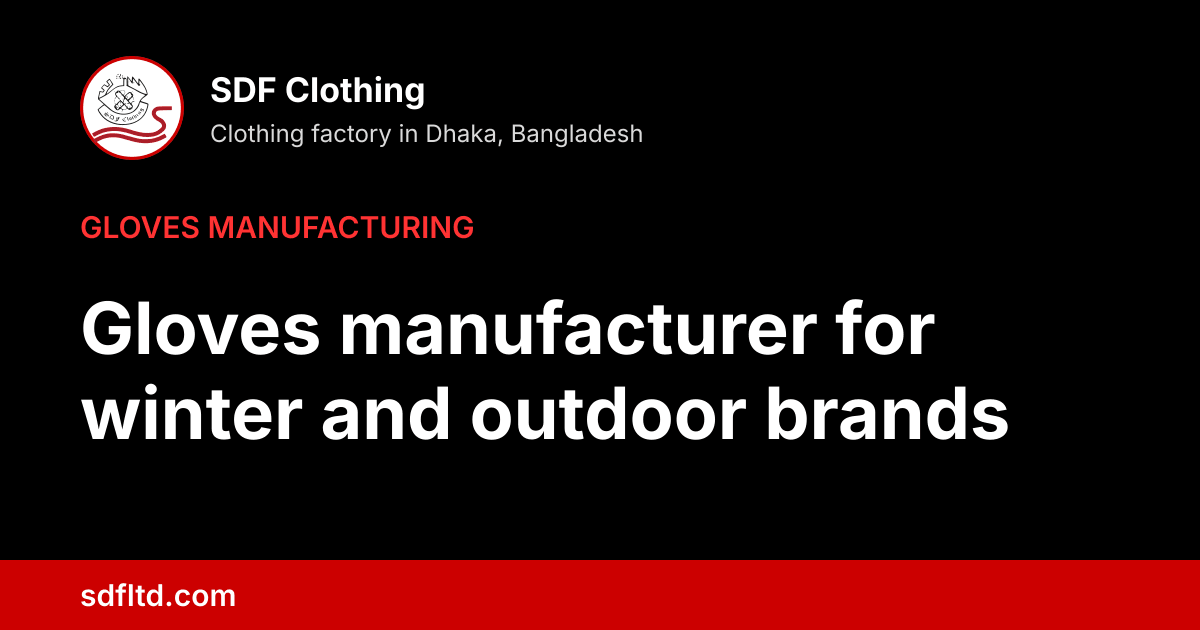 SDF Clothing
Clothing factory in Dhaka, Bangladesh
GLOVES MANUFACTURING
Gloves manufacturer for
winter and outdoor brands
sdfltd.com